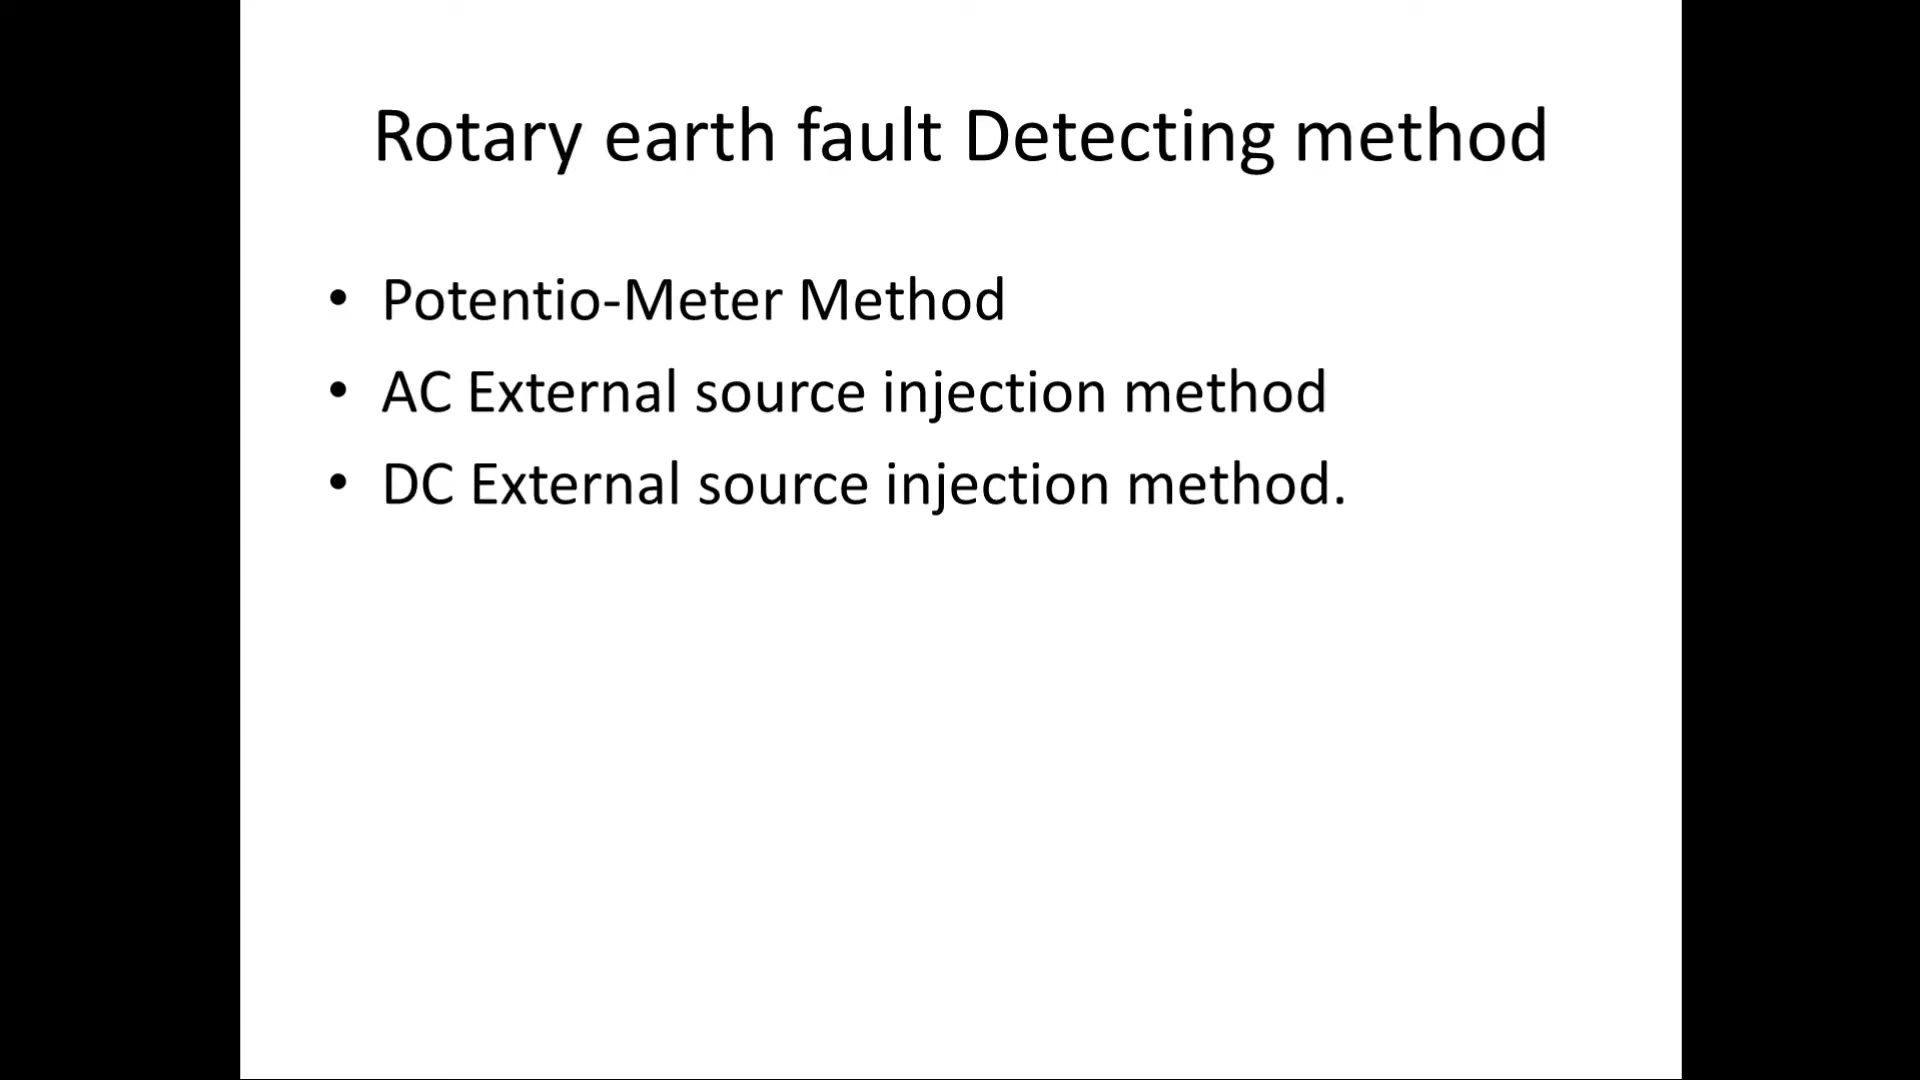 Rotary earth fault Detecting method
• Potentio-Meter Method
• AC External source injection method
• DC External source injection method.